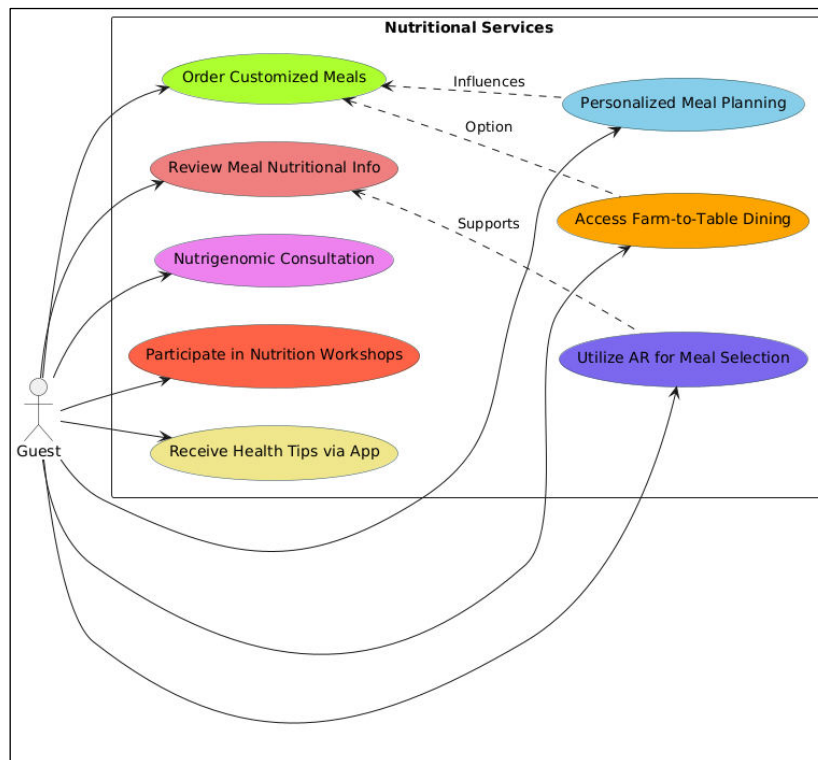 Nutritional Services
Order Customized Meals
Influences
Personalized Meal Planning
Option
Review Meal Nutritional Info
Access Farm-to-Table Dining
Supports
Nutrigenomic Consultation
Participate in Nutrition Workshops
Utilize AR for Meal Selection
Guest
Receive Health Tips via App